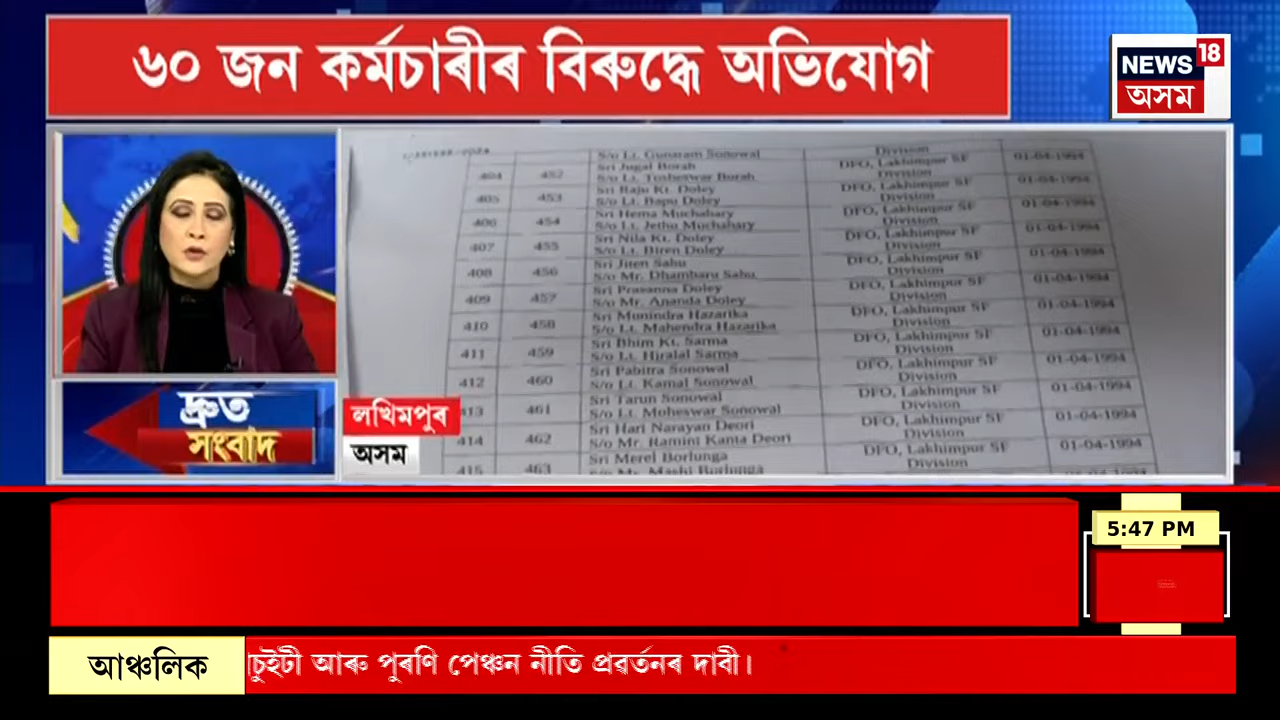 ৬০ জন কৰ্মচাৰীৰ বিৰুদ্ধে অভিযোগ
NEWS 18
অসম
S/o Lt. Gunaram Sonowal Division 01-04-1994
404 452 Sri Jugal Borah DFO, Lakhimpur SF
S/o Lt. Tosheswar Borah Division 01-04-1994
405 453 Sri Raju Kt. Doley DFO, Lakhimpur SF
S/o Lt. Bapu Doley Division 01-04-1994
406 454 Sri Hema Muchahary DFO, Lakhimpur SF
S/o Lt. Jethu Muchahary Division 01-04-1994
407 455 Sri Nila Kt. Doley DFO, Lakhimpur SF
S/o Lt. Biren Doley Division 01-04-1994
408 456 Sri Jiten Sahu DFO, Lakhimpur SF
S/o Mr. Dhambaru Sahu Division 01-04-1994
409 457 Sri Prasanna Doley DFO, Lakhimpur SF
S/o Mr. Ananda Doley Division 01-04-1994
410 458 Sri Munindra Hazarika DFO, Lakhimpur SF
S/o Lt. Mahendra Hazarika Division 01-04-1994
411 459 Sri Bhim Kt. Sarma DFO, Lakhimpur SF
S/o Lt. Hiralal Sarma Division 01-04-1994
412 460 Sri Pabitra Sonowal DFO, Lakhimpur SF
S/o Lt. Kamal Sonowal Division 01-04-1994
413 461 Sri Tarun Sonowal DFO, Lakhimpur SF
S/o Lt. Moheswar Sonowal Division 01-04-1994
414 462 Sri Hari Narayan Deori DFO, Lakhimpur SF
S/o Mr. Ramini Kanta Deori Division 01-04-1994
415 463 Sri Merel Borlunga
দ্ৰুত
সংবাদ
লখিমপুৰ
অসম
5:47 PM
আঞ্চলিক
চুইটী আৰু পুৰণি পেঞ্চন নীতি প্ৰৱৰ্তনৰ দাবী।